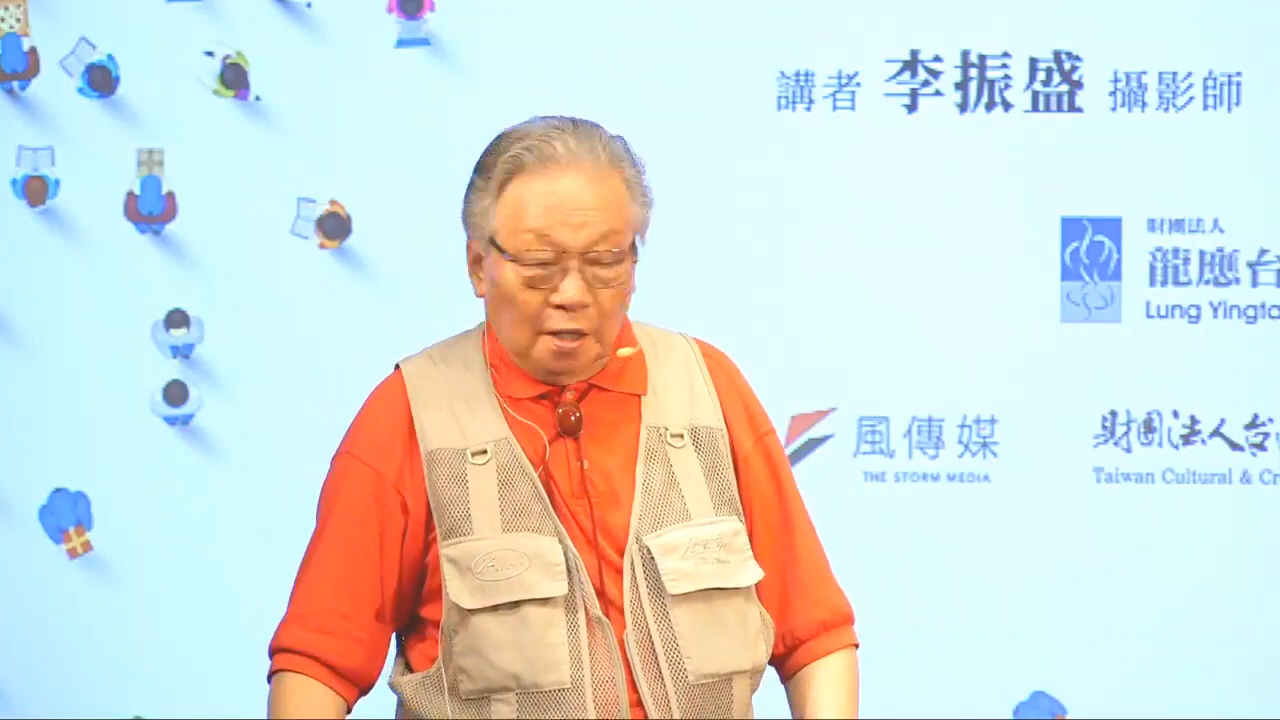 講者 李振盛 攝影師
財團法人
龍應台
Lung Yingta
風傳媒
THE STORM MEDIA
財團法人台
Taiwan Cultural & Cr